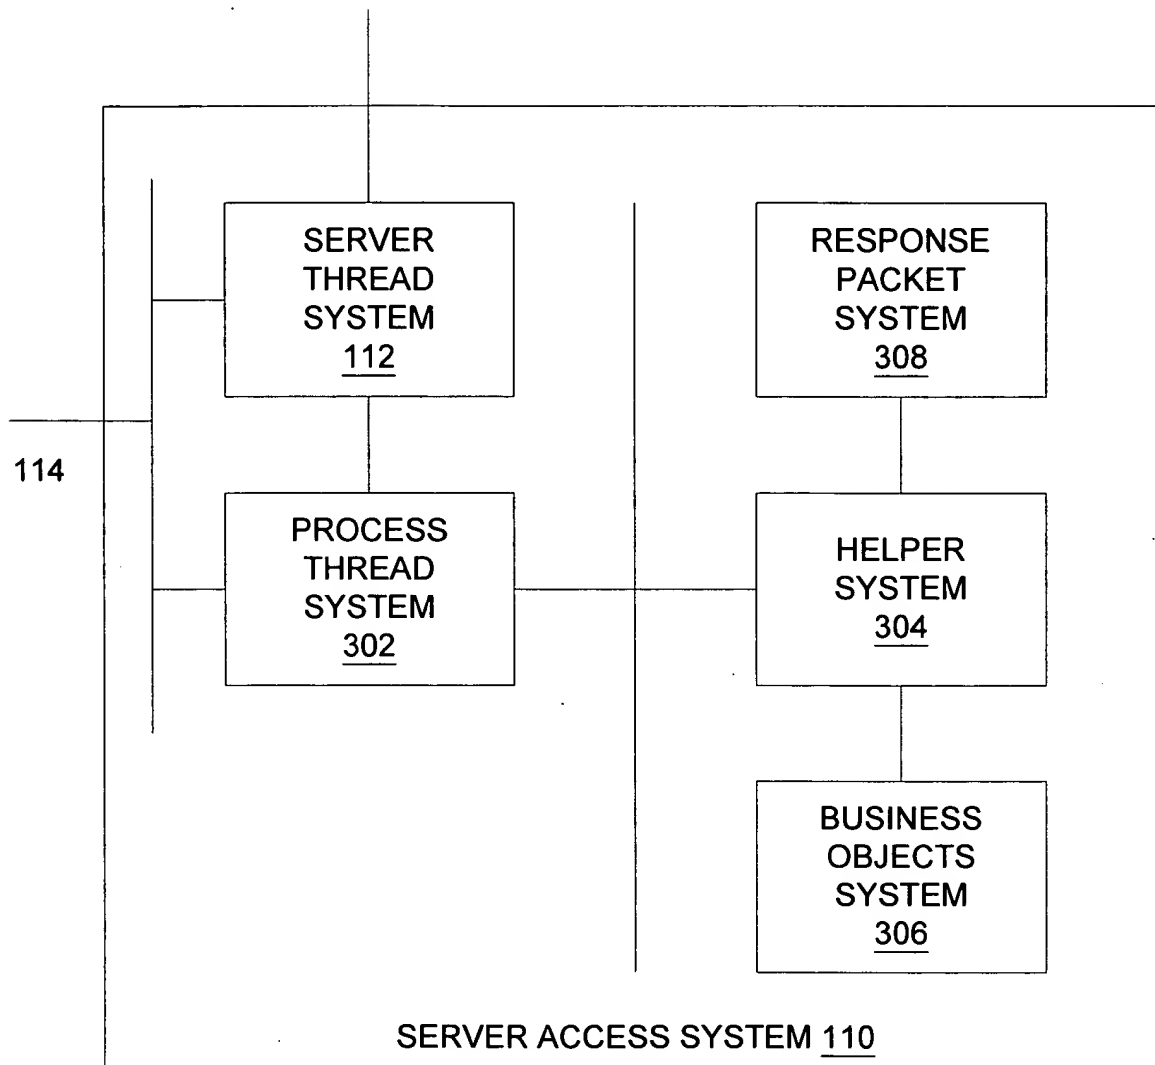 SERVER
THREAD
SYSTEM
112
RESPONSE
PACKET
SYSTEM
308
114
PROCESS
THREAD
SYSTEM
302
HELPER
SYSTEM
304
BUSINESS
OBJECTS
SYSTEM
306
SERVER ACCESS SYSTEM 110